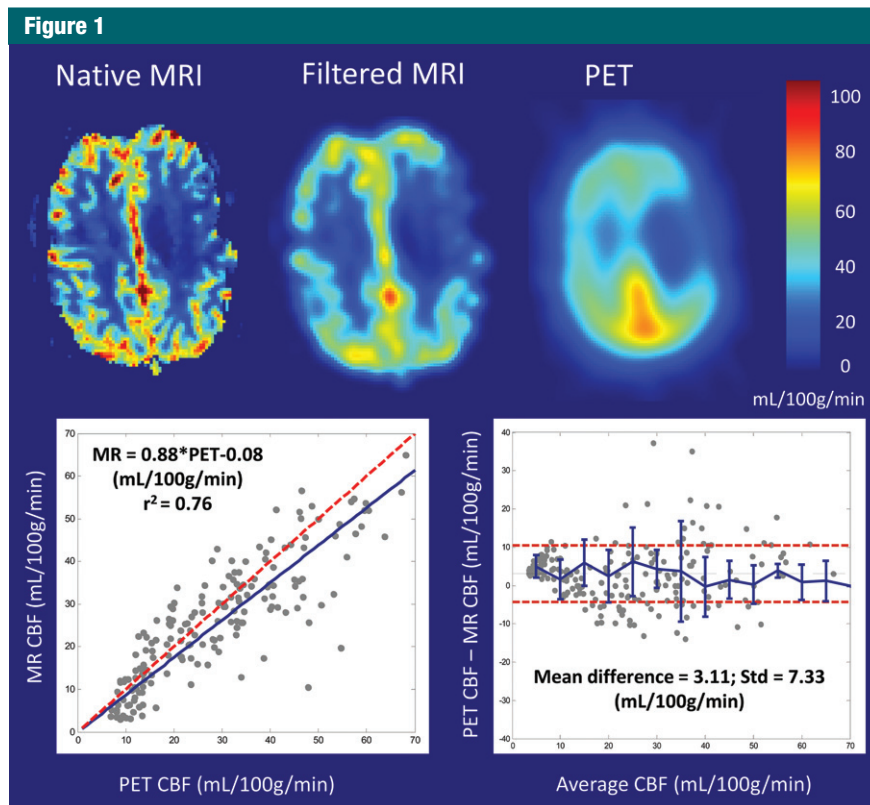 Figure 1
Native MRI
Filtered MRI
PET
100
80
60
40
20
0
mL/100g/min
MR CBF (mL/100g/min)
70
60
50
40
30
20
10
0
MR = 0.88*PET-0.08
(mL/100g/min)
r² = 0.76
0 10 20 30 40 50 60 70
PET CBF (mL/100g/min)
PET CBF – MR CBF (mL/100g/min)
40
30
20
10
0
-10
-20
-30
-40
Mean difference = 3.11; Std = 7.33
(mL/100g/min)
0 10 20 30 40 50 60 70
Average CBF (mL/100g/min)